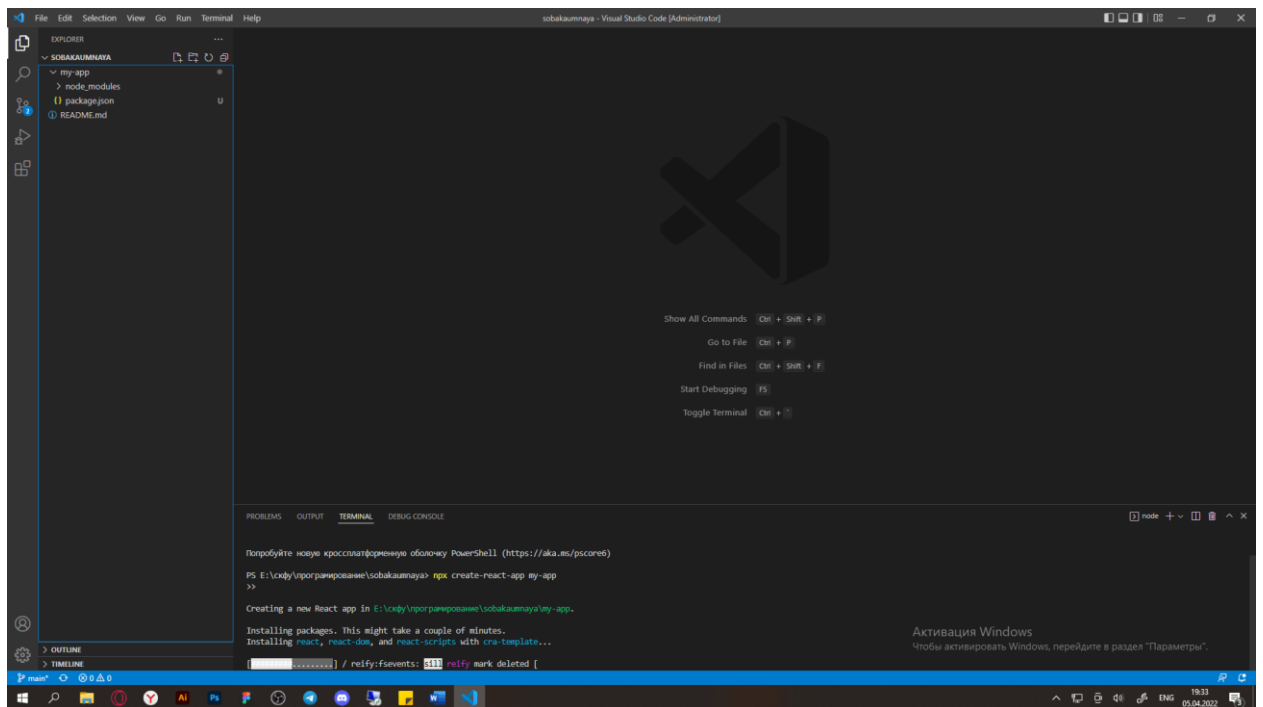 File Edit Selection View Go Run Terminal Help
sobakaumnaya - Visual Studio Code [Administrator]
EXPLORER
SOBAKAUMNAYA
my-app
node_modules
{} package.json U
README.md
2
Show All Commands Ctrl + Shift + P
Go to File Ctrl + P
Find in Files Ctrl + Shift + F
Start Debugging F5
Toggle Terminal Ctrl + `
PROBLEMS OUTPUT TERMINAL DEBUG CONSOLE
node
Попробуйте новую кроссплатформенную оболочку PowerShell (https://aka.ms/pscore6)
PS E:\скфу\програмирование\sobakaumnaya> npx create-react-app my-app
>>
Creating a new React app in E:\скфу\програмирование\sobakaumnaya\my-app.
Installing packages. This might take a couple of minutes.
Installing react, react-dom, and react-scripts with cra-template...
[.........] / reify:fsevents: sill reify mark deleted [
Активация Windows
Чтобы активировать Windows, перейдите в раздел "Параметры".
OUTLINE
TIMELINE
main* 0 0
Ai Ps
ENG
19:33
05.04.2022
3